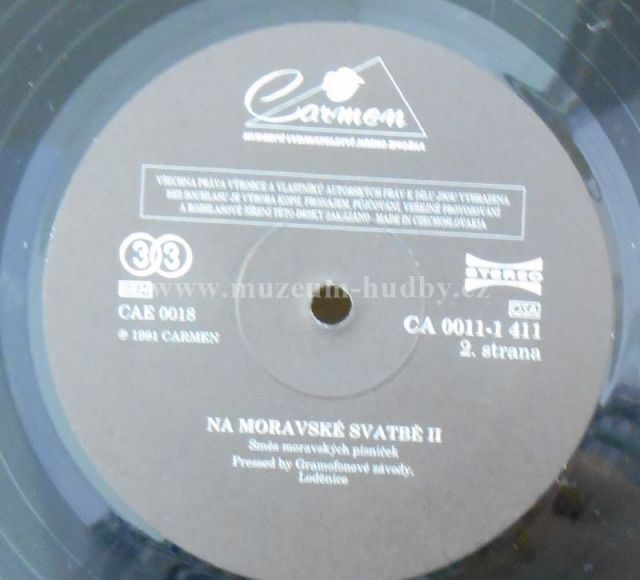 Carmen
HUDEBNÍ VYDAVATELSTVÍ
VŠECHNA PRÁVA VÝROBCE A VLASTNÍKŮ AUTORSKÝCH PRÁV K DÍLU JSOU VYHRAZENA
BEZ SOUHLASU JE VÝROBA KOPIÍ, PRONÁJEM, PŮJČOVÁNÍ, VEŘEJNÉ PROVOZOVÁNÍ
A ROZHLASOVÉ ŠÍŘENÍ TÉTO DESKY ZAKÁZÁNO - MADE IN CZECHOSLOVAKIA
33
STEREO
www.muzeum-hudby.cz
CAE 0018
CA 0011-1 411
℗ 1991 CARMEN
2. strana
NA MORAVSKÉ SVATBĚ II
Směs moravských písniček
Pressed by Gramofonové závody,
Loděnice